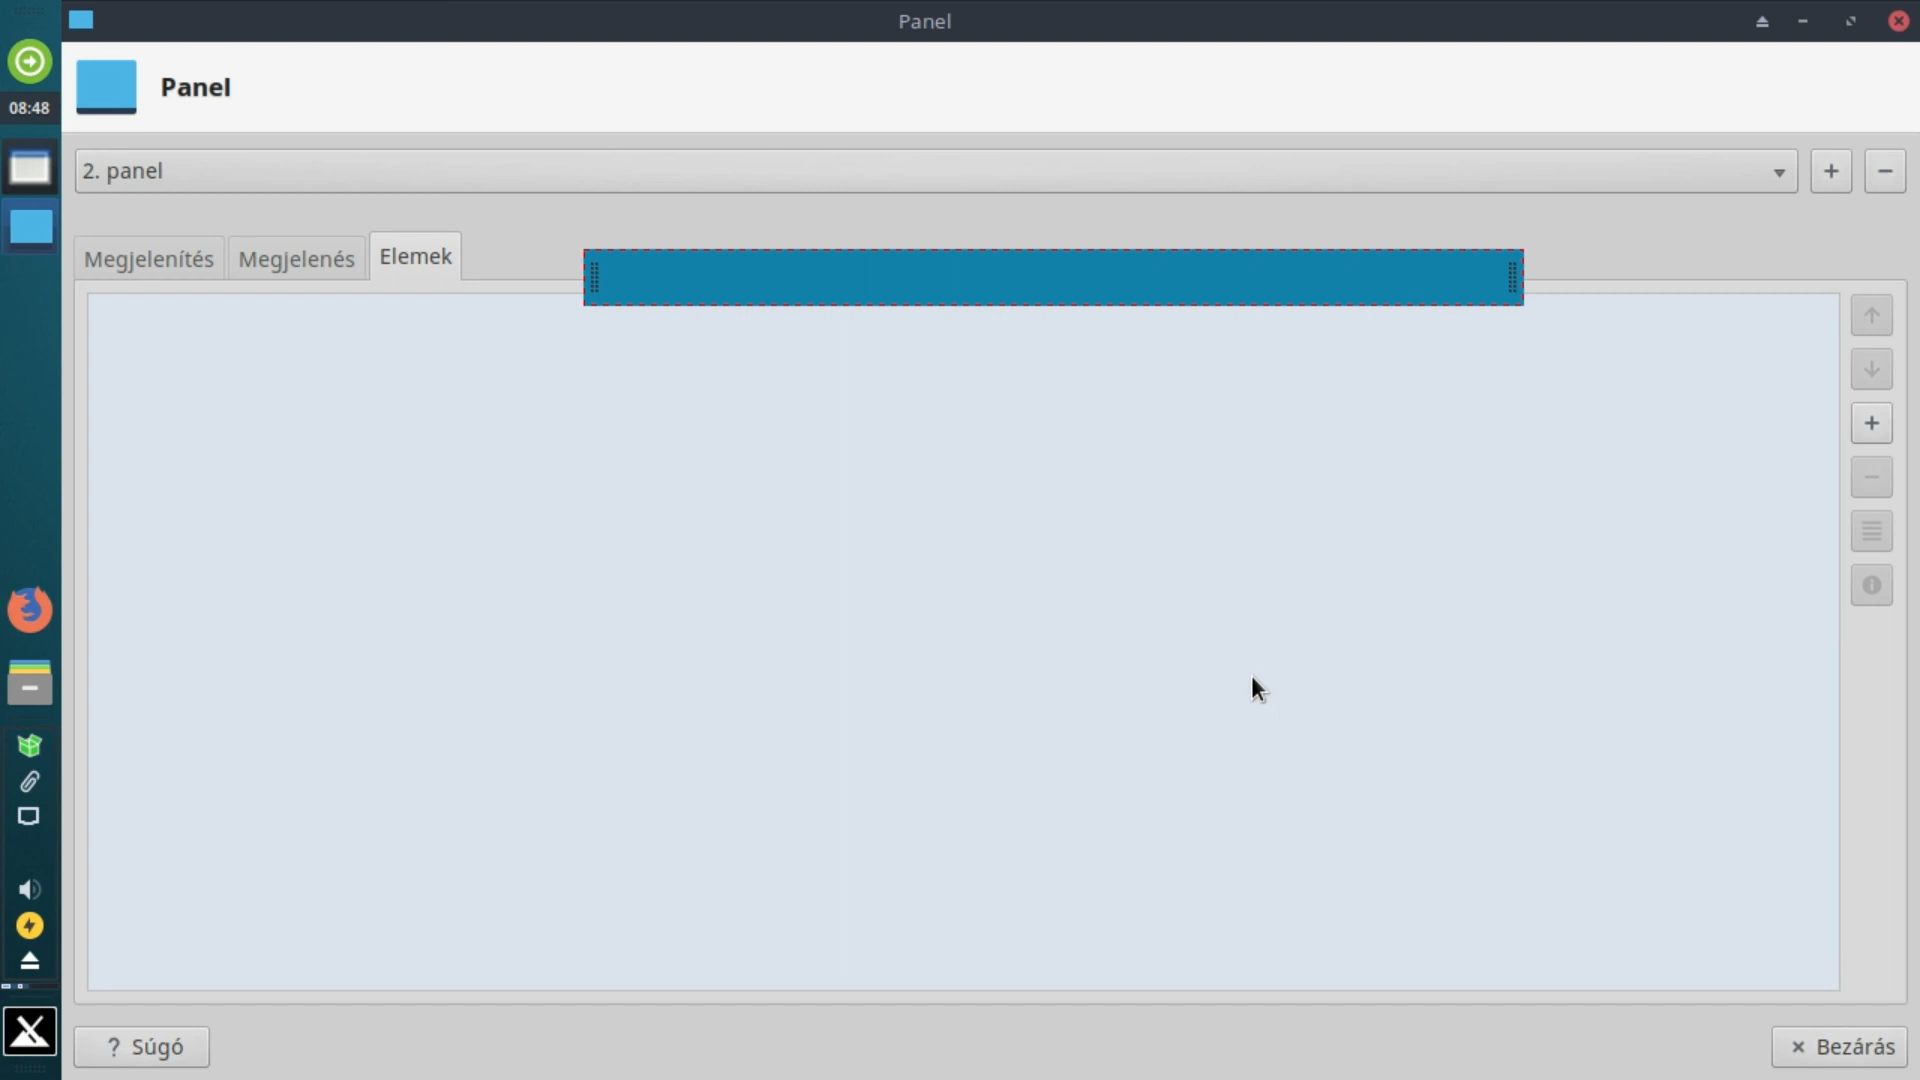 Panel
08:48
Panel
2. panel
Megjelenítés
Megjelenés
Elemek
? Súgó
Bezárás